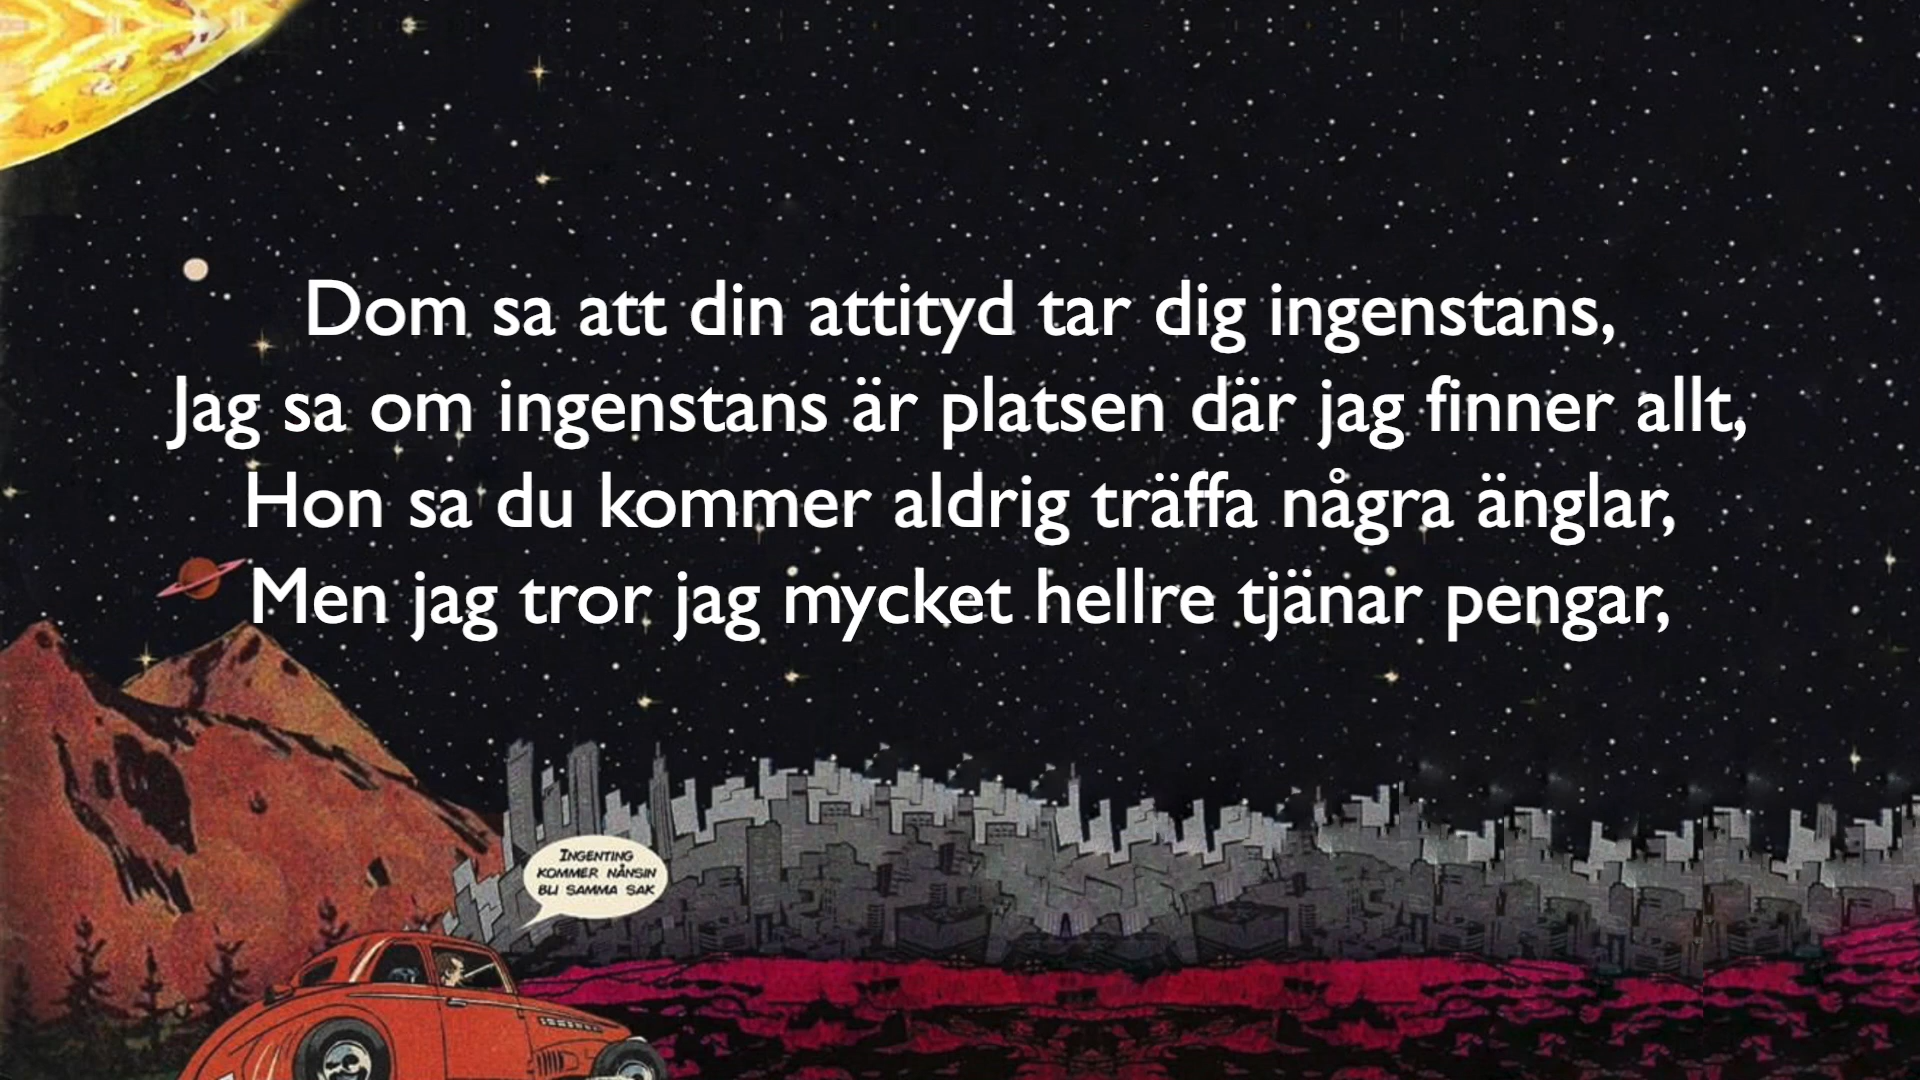 Dom sa att din attityd tar dig ingenstans,
Jag sa om ingenstans är platsen där jag finner allt,
Hon sa du kommer aldrig träffa några änglar,
Men jag tror jag mycket hellre tjänar pengar,
INGENTING
KOMMER NÅNSIN
BLI SAMMA SAK